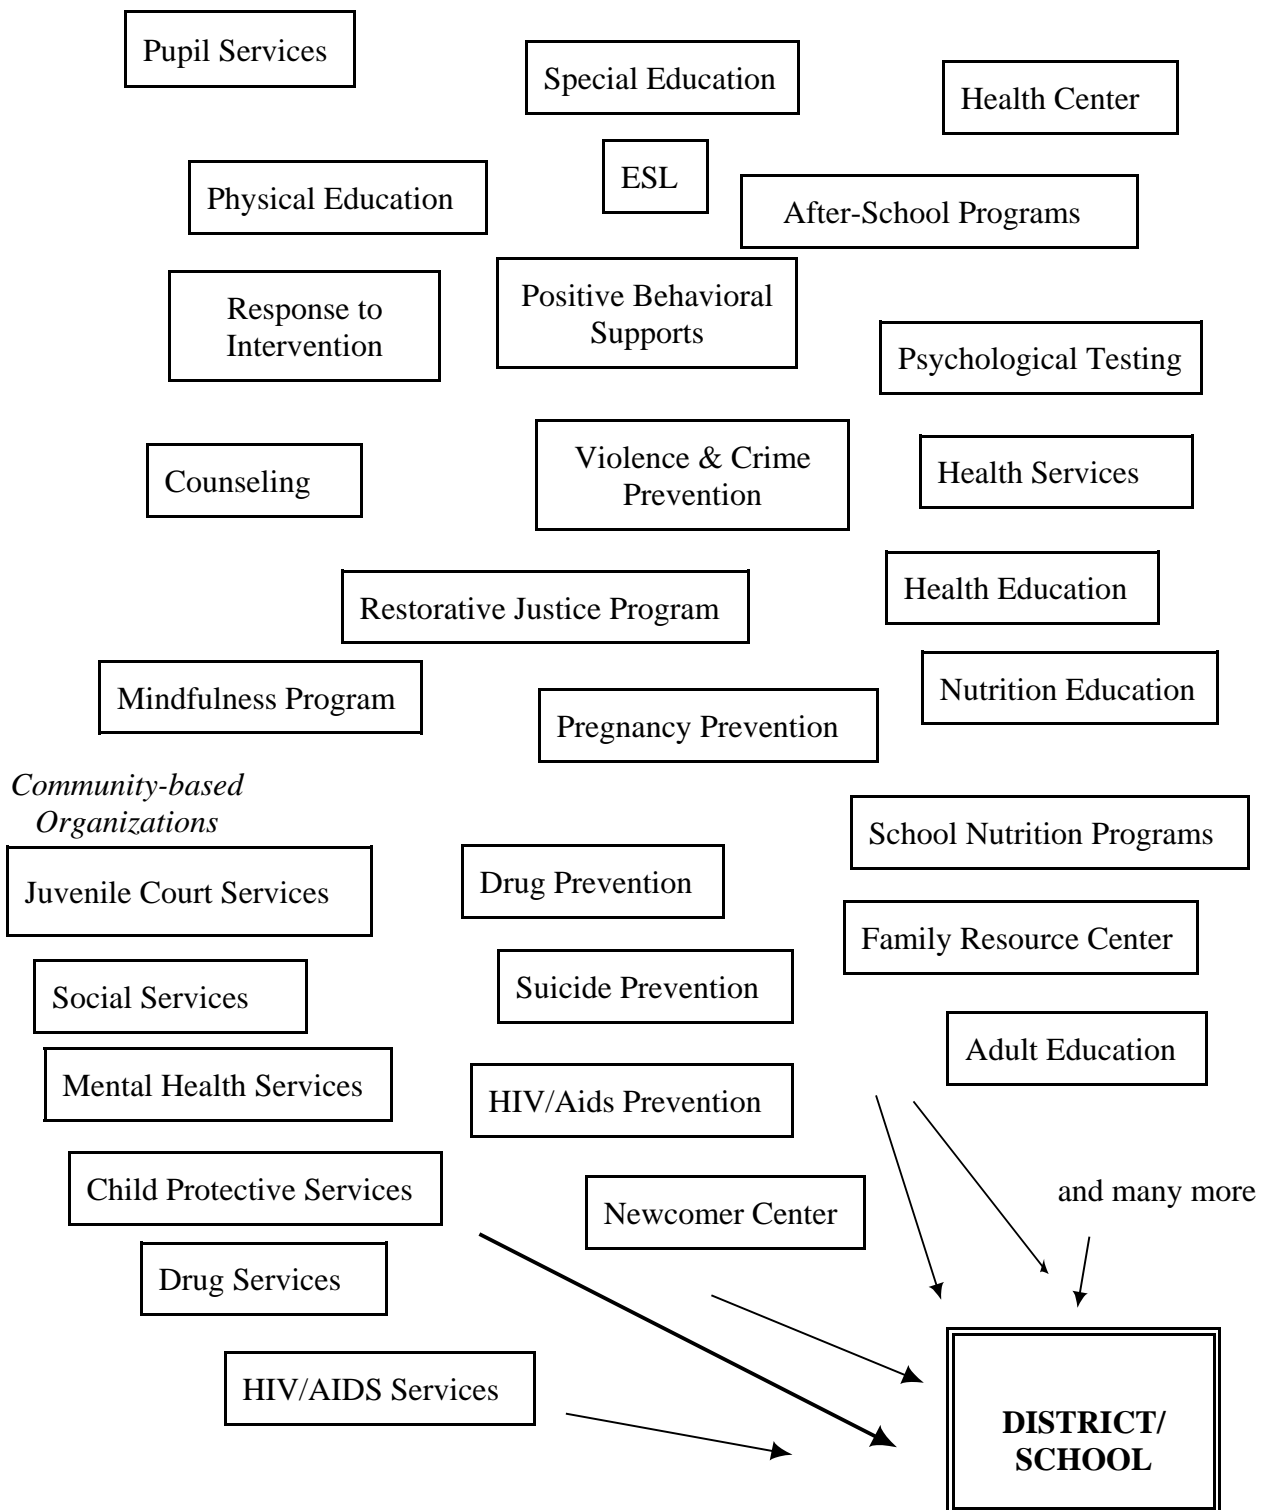 Pupil Services
Special Education
Health Center
ESL
Physical Education
After-School Programs
Response to
Intervention
Positive Behavioral
Supports
Psychological Testing
Counseling
Violence & Crime
Prevention
Health Services
Restorative Justice Program
Health Education
Mindfulness Program
Pregnancy Prevention
Nutrition Education
Community-based
Organizations
School Nutrition Programs
Juvenile Court Services
Drug Prevention
Family Resource Center
Social Services
Suicide Prevention
Adult Education
Mental Health Services
HIV/Aids Prevention
Child Protective Services
Newcomer Center
and many more
Drug Services
HIV/AIDS Services
DISTRICT/
SCHOOL